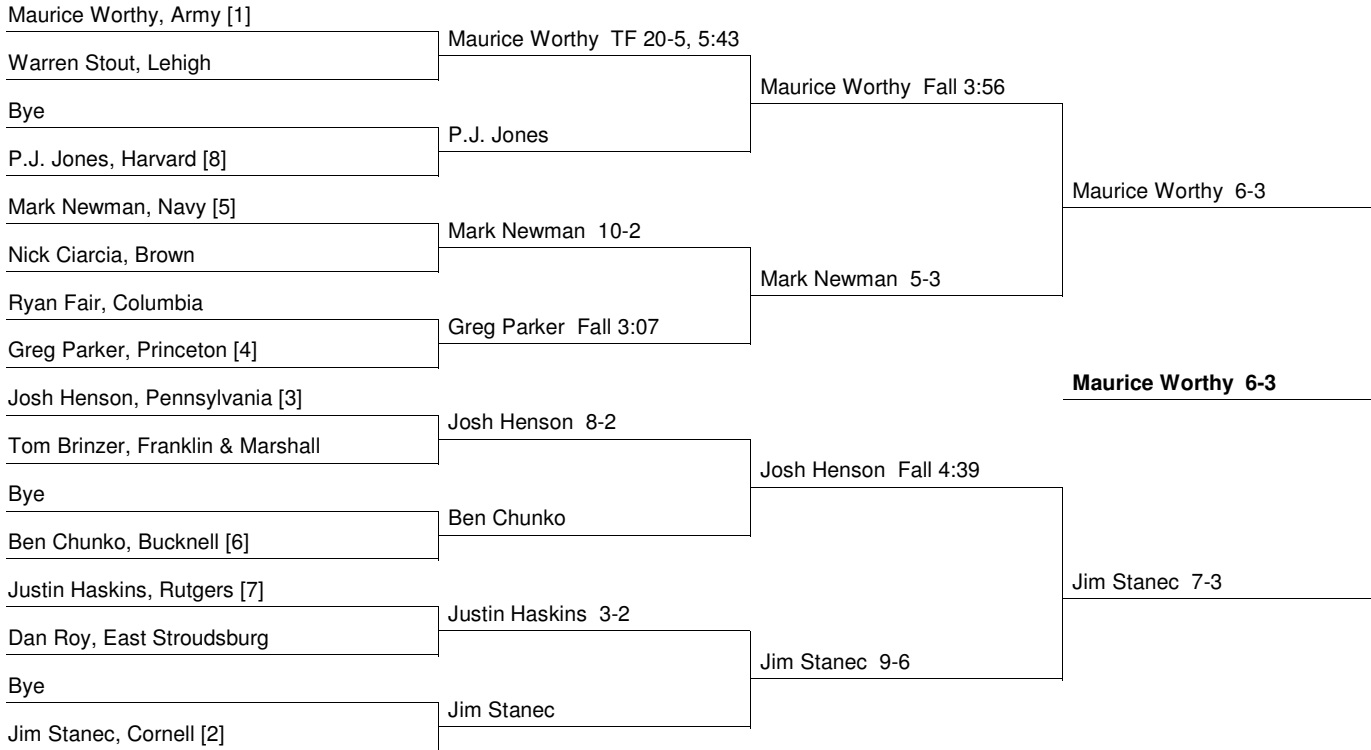 Maurice Worthy, Army [1]
Warren Stout, Lehigh
Bye
P.J. Jones, Harvard [8]
Mark Newman, Navy [5]
Nick Ciarcia, Brown
Ryan Fair, Columbia
Greg Parker, Princeton [4]
Josh Henson, Pennsylvania [3]
Tom Brinzer, Franklin & Marshall
Bye
Ben Chunko, Bucknell [6]
Justin Haskins, Rutgers [7]
Dan Roy, East Stroudsburg
Bye
Jim Stanec, Cornell [2]
Maurice Worthy  TF 20-5, 5:43
P.J. Jones
Mark Newman  10-2
Greg Parker  Fall 3:07
Josh Henson  8-2
Ben Chunko
Justin Haskins  3-2
Jim Stanec
Maurice Worthy  Fall 3:56
Mark Newman  5-3
Josh Henson  Fall 4:39
Jim Stanec  9-6
Maurice Worthy  6-3
Jim Stanec  7-3
Maurice Worthy  6-3